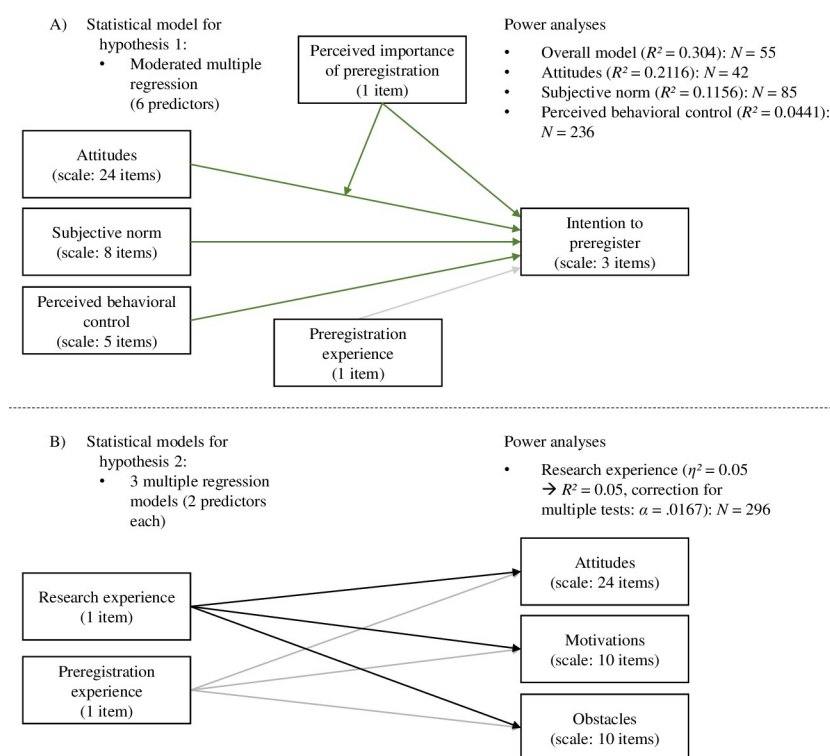 A) Statistical model for
hypothesis 1:
• Moderated multiple
regression
(6 predictors)
Perceived importance
of preregistration
(1 item)
Power analyses
• Overall model (R² = 0.304): N = 55
• Attitudes (R² = 0.2116): N = 42
• Subjective norm (R² = 0.1156): N = 85
• Perceived behavioral control (R² = 0.0441):
N = 236
Attitudes
(scale: 24 items)
Subjective norm
(scale: 8 items)
Perceived behavioral
control
(scale: 5 items)
Intention to
preregister
(scale: 3 items)
Preregistration
experience
(1 item)
B) Statistical models for
hypothesis 2:
• 3 multiple regression
models (2 predictors
each)
Power analyses
• Research experience (η² = 0.05
→ R² = 0.05, correction for
multiple tests: α = .0167): N = 296
Research experience
(1 item)
Preregistration
experience
(1 item)
Attitudes
(scale: 24 items)
Motivations
(scale: 10 items)
Obstacles
(scale: 10 items)